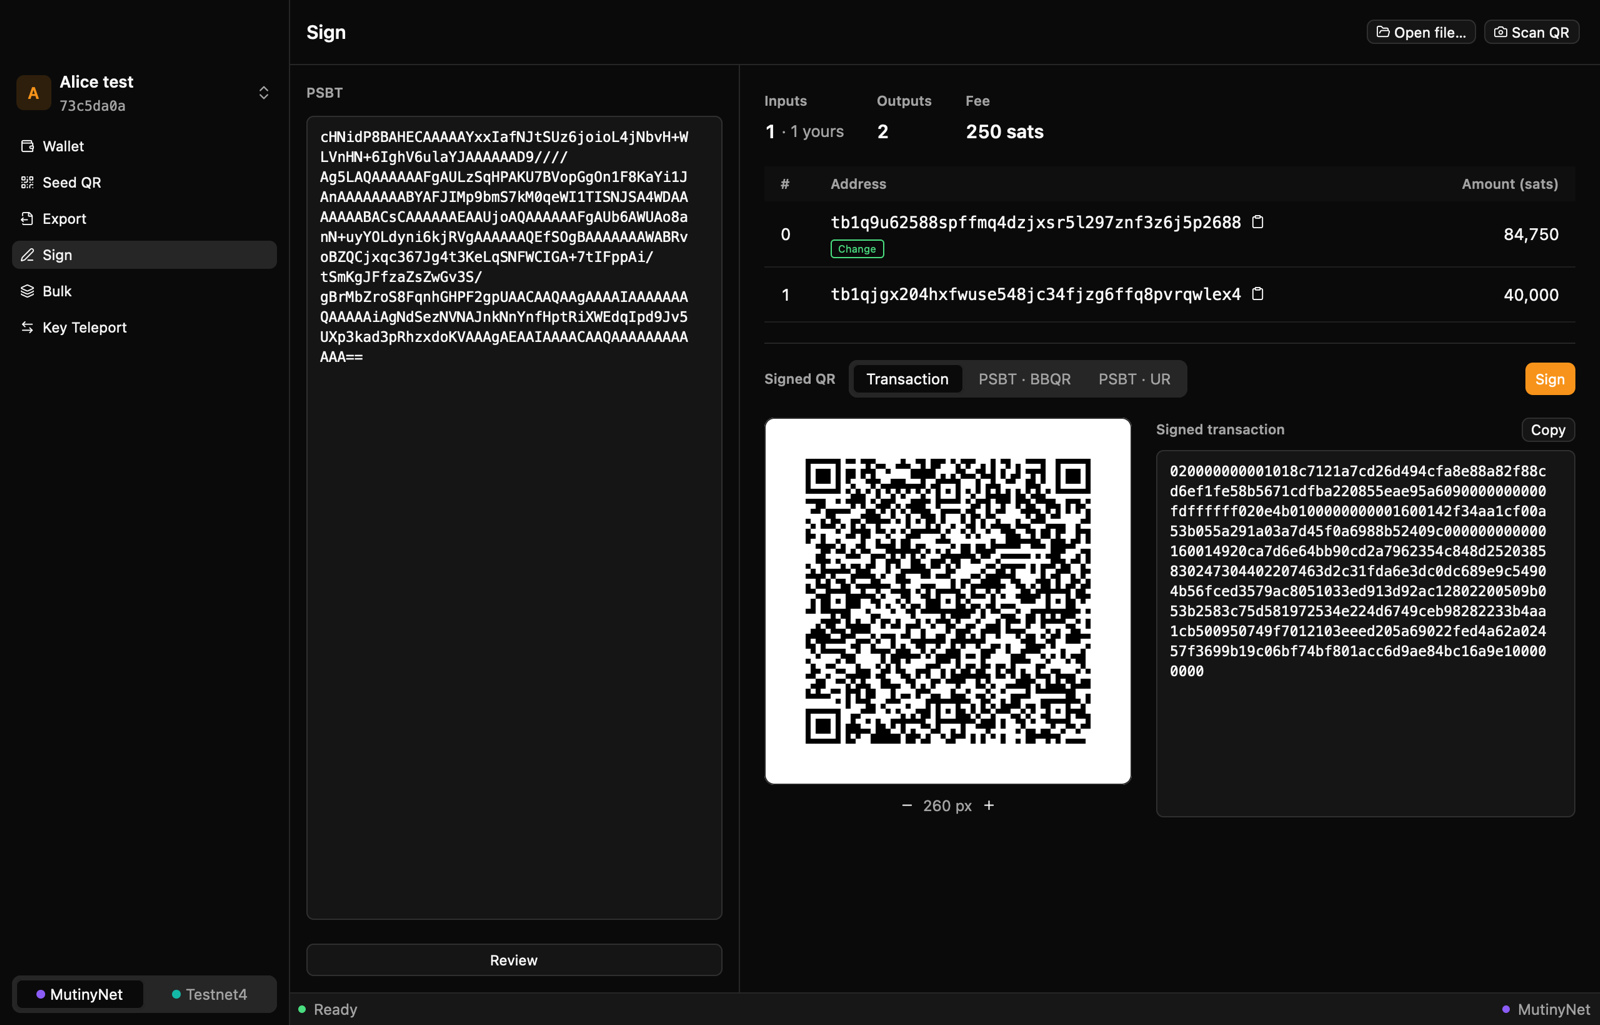 Sign
Open file...
Scan QR
A
Alice test
73c5da0a
Wallet
Seed QR
Export
Sign
Bulk
Key Teleport
MutinyNet
Testnet4
PSBT
cHNidP8BAHECAAAAAYxxIafNJtSUz6joioL4jNbvH+W
LVnHN+6IghV6ulaYJAAAAAAD9////
Ag5LAQAAAAAAFgAULzSqHPAKU7BVopGgOn1F8KaYi1J
AnAAAAAAAABYAFJIMp9bmS7kM0qeWI1TISNJSA4WDAA
AAAAABACsCAAAAAAEAAUjoAQAAAAAAFgAUb6AWUAo8a
nN+uyYOLdyni6kjRVgAAAAAAQEfSOgBAAAAAAAWABRv
oBZQCjxqc367Jg4t3KeLqSNFWCIGA+7tIFppAi/
tSmKgJFfzaZsZwGv3S/
gBrMbZroS8FqnhGHPF2gpUAACAAQAAgAAAAIAAAAAAA
QAAAAAiAgNdSezNVNAJnkNnYnfHptRiXWEdqIpd9Jv5
UXp3kad3pRhzxdoKVAAAgAEAAIAAAACAAQAAAAAAAAA
AAA==
Review
Inputs
Outputs
Fee
1 · 1 yours
2
250 sats
#
Address
Amount (sats)
0
tb1q9u62588spffmq4dzjxsr5l297znf3z6j5p2688
84,750
Change
1
tb1qjgx204hxfwuse548jc34fjzg6ffq8pvrqwlex4
40,000
Signed QR
Transaction
PSBT · BBQR
PSBT · UR
Sign
Signed transaction
Copy
020000000001018c7121a7cd26d494cfa8e88a82f88c
d6ef1fe58b5671cdfba220855eae95a6090000000000
fdffffff020e4b0100000000001600142f34aa1cf00a
53b055a291a03a7d45f0a6988b52409c000000000000
160014920ca7d6e64bb90cd2a7962354c848d2520385
830247304402207463d2c31fda6e3dc0dc689e9c5490
4b56fced3579ac8051033ed913d92ac12802200509b0
53b2583c75d581972534e224d6749ceb98282233b4aa
1cb500950749f7012103eeed205a69022fed4a62a024
57f3699b19c06bf74bf801acc6d9ae84bc16a9e10000
0000
− 260 px +
Ready
MutinyNet